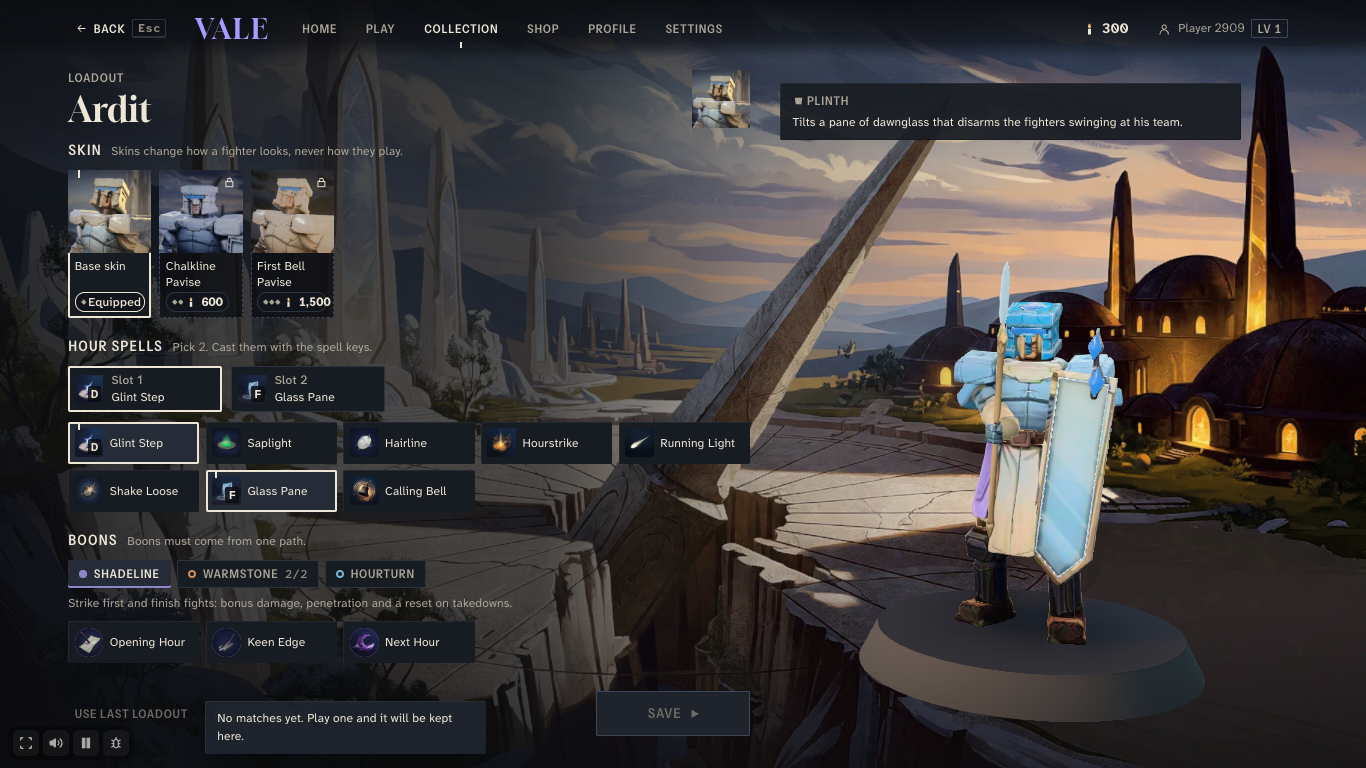 ← BACK Esc VALE HOME PLAY COLLECTION SHOP PROFILE SETTINGS 300 Player 2909 LV 1
LOADOUT
Ardit
PLINTH
Tilts a pane of dawnglass that disarms the fighters swinging at his team.
SKIN Skins change how a fighter looks, never how they play.
Base skin
Equipped
Chalkline
Pavise
600
First Bell
Pavise
1,500
HOUR SPELLS Pick 2. Cast them with the spell keys.
D Slot 1
Glint Step
F Slot 2
Glass Pane
D Glint Step Saplight Hairline Hourstrike Running Light
Shake Loose F Glass Pane Calling Bell
BOONS Boons must come from one path.
SHADELINE WARMSTONE 2/2 HOURTURN
Strike first and finish fights: bonus damage, penetration and a reset on takedowns.
Opening Hour Keen Edge Next Hour
USE LAST LOADOUT
No matches yet. Play one and it will be kept
here.
SAVE